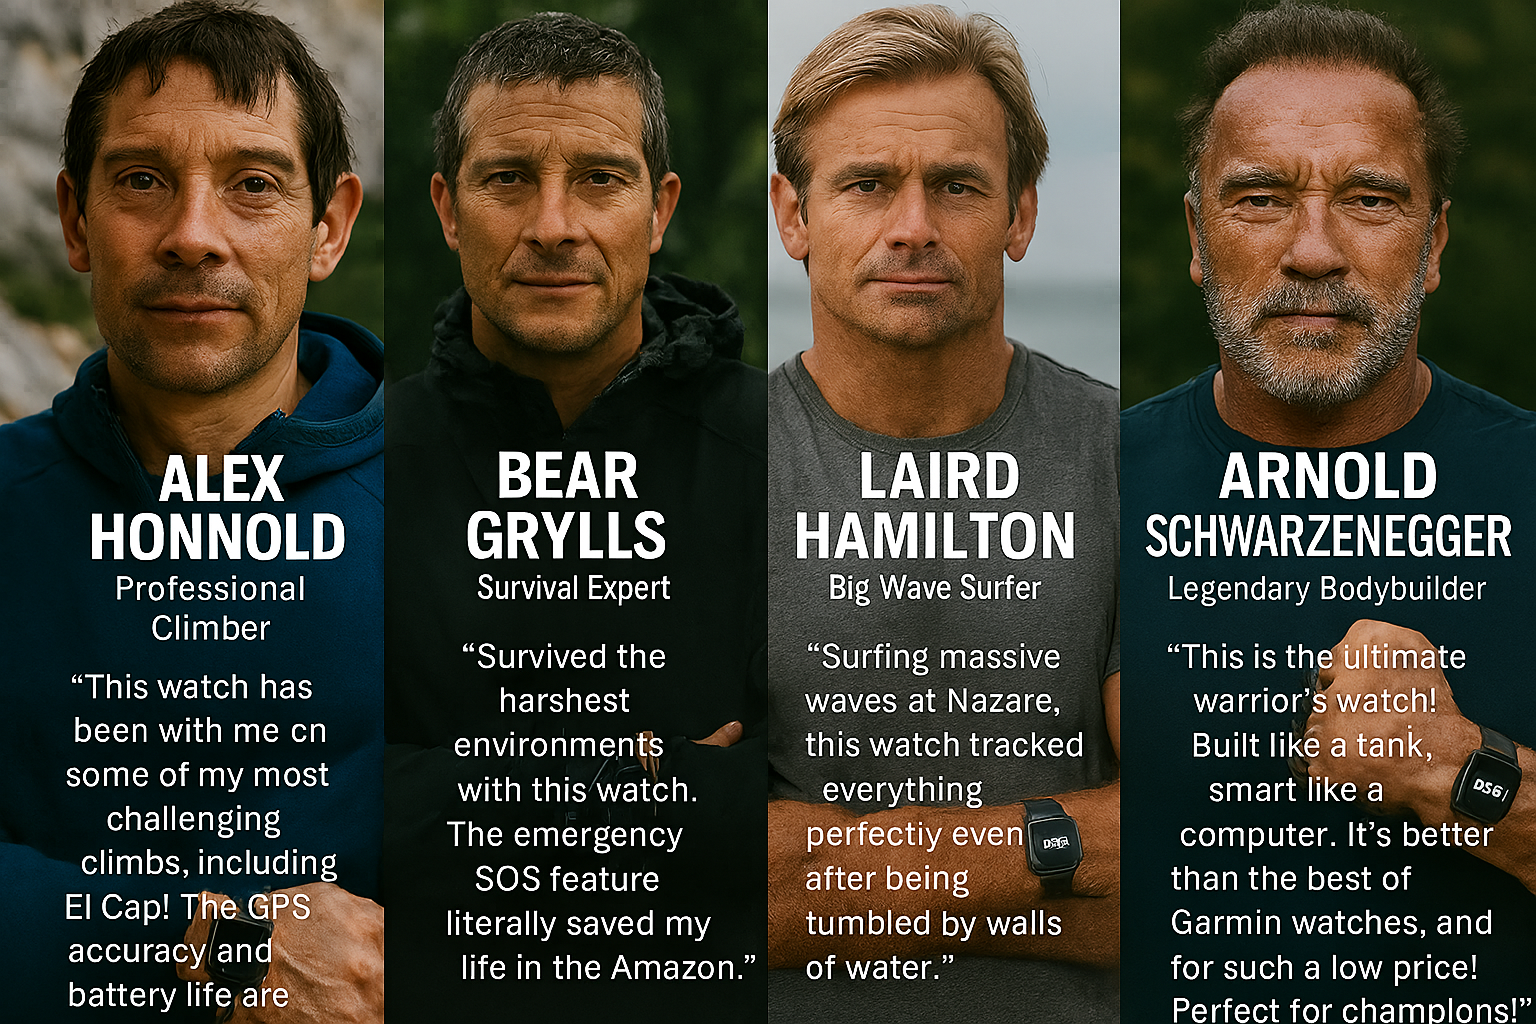 ALEX
HONNOLD
Professional
Climber
“This watch has
been with me cn
some of my most
challenging
climbs, including
El Cap! The GPS
accuracy and
battery life are
BEAR
GRYLLS
Survival Expert
“Survived the
harshest
environments
with this watch.
The emergency
SOS feature
literally saved my
life in the Amazon.”
LAIRD
HAMILTON
Big Wave Surfer
“Surfing massive
waves at Nazare,
this watch tracked
everything
perfectiy even
after being
tumbled by walls
of water.”
ARNOLD
SCHWARZENEGGER
Legendary Bodybuilder
“This is the ultimate
warrior’s watch!
Built like a tank,
smart like a
computer. It’s better
than the best of
Garmin watches, and
for such a low price!
Perfect for champlons!”